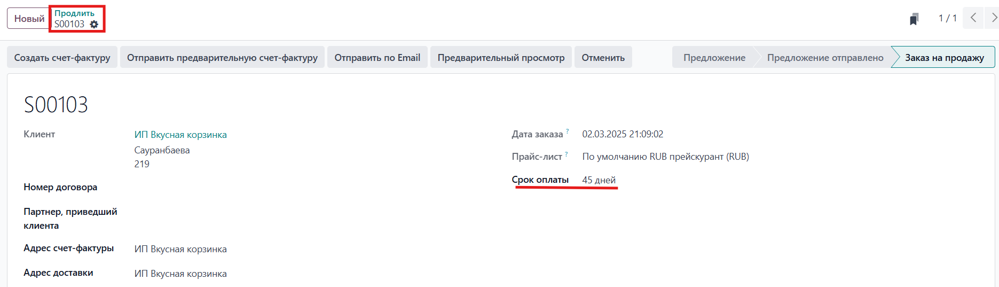 Новый
Продлить
S00103
1 / 1
Создать счет-фактуру
Отправить предварительную счет-фактуру
Отправить по Email
Предварительный просмотр
Отменить
Предложение
Предложение отправлено
Заказ на продажу
S00103
Клиент
ИП Вкусная корзинка
Сауранбаева
219
Номер договора
Партнер, приведший
клиента
Адрес счет-фактуры
ИП Вкусная корзинка
Адрес доставки
ИП Вкусная корзинка
Дата заказа ?
02.03.2025 21:09:02
Прайс-лист ?
По умолчанию RUB прейскурант (RUB)
Срок оплаты
45 дней